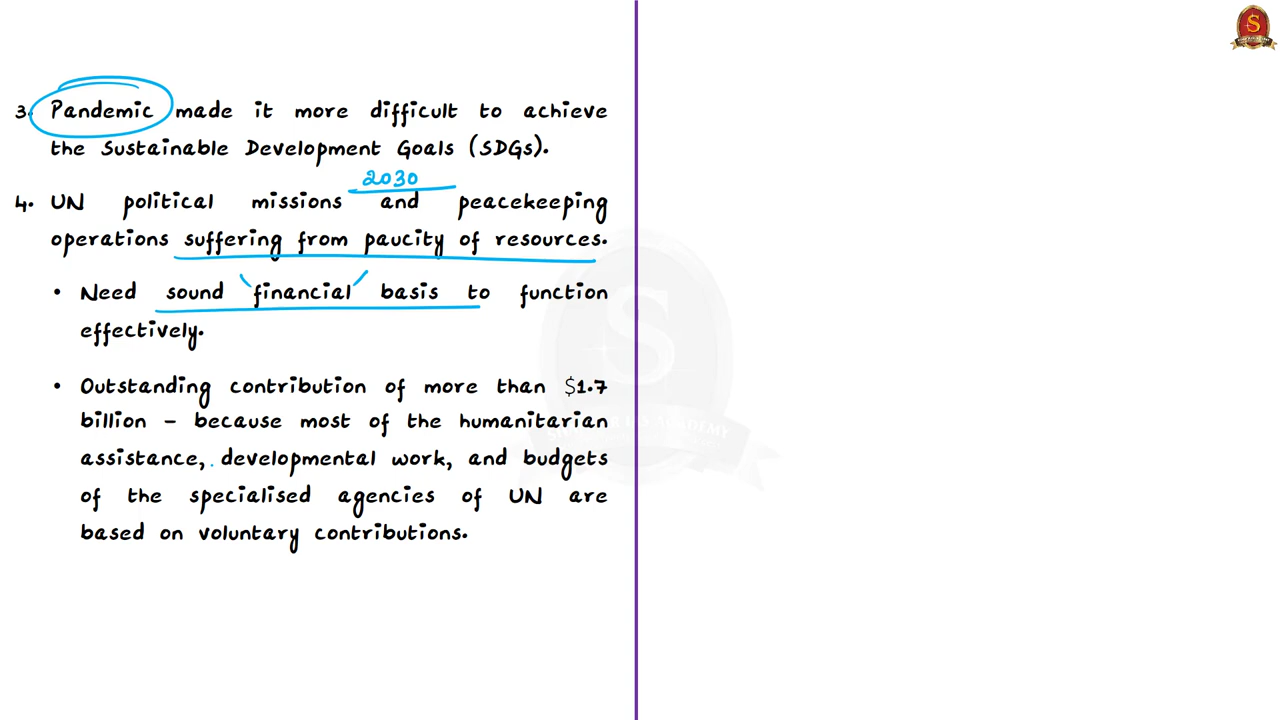 3. Pandemic made it more difficult to achieve
the Sustainable Development Goals (SDGs).
2030
4. UN political missions and peacekeeping
operations suffering from paucity of resources.
• Need sound financial basis to function
effectively.
• Outstanding contribution of more than $1.7
billion – because most of the humanitarian
assistance, developmental work, and budgets
of the specialised agencies of UN are
based on voluntary contributions.